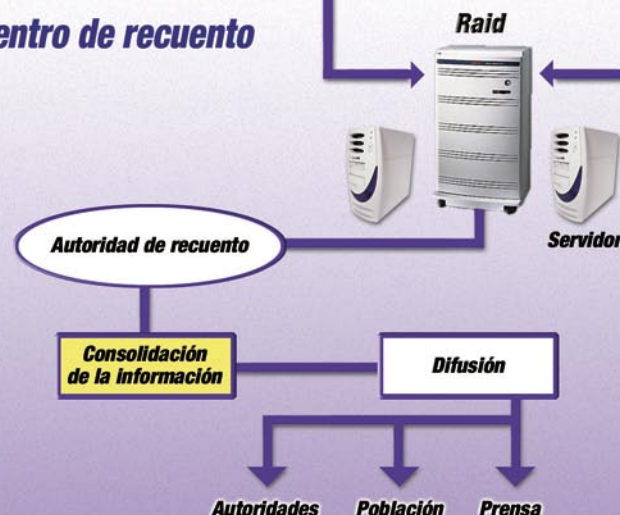 entro de recuento
Raid
Servidor
Autoridad de recuento
Consolidación
de la información
Difusión
Autoridades
Población
Prensa